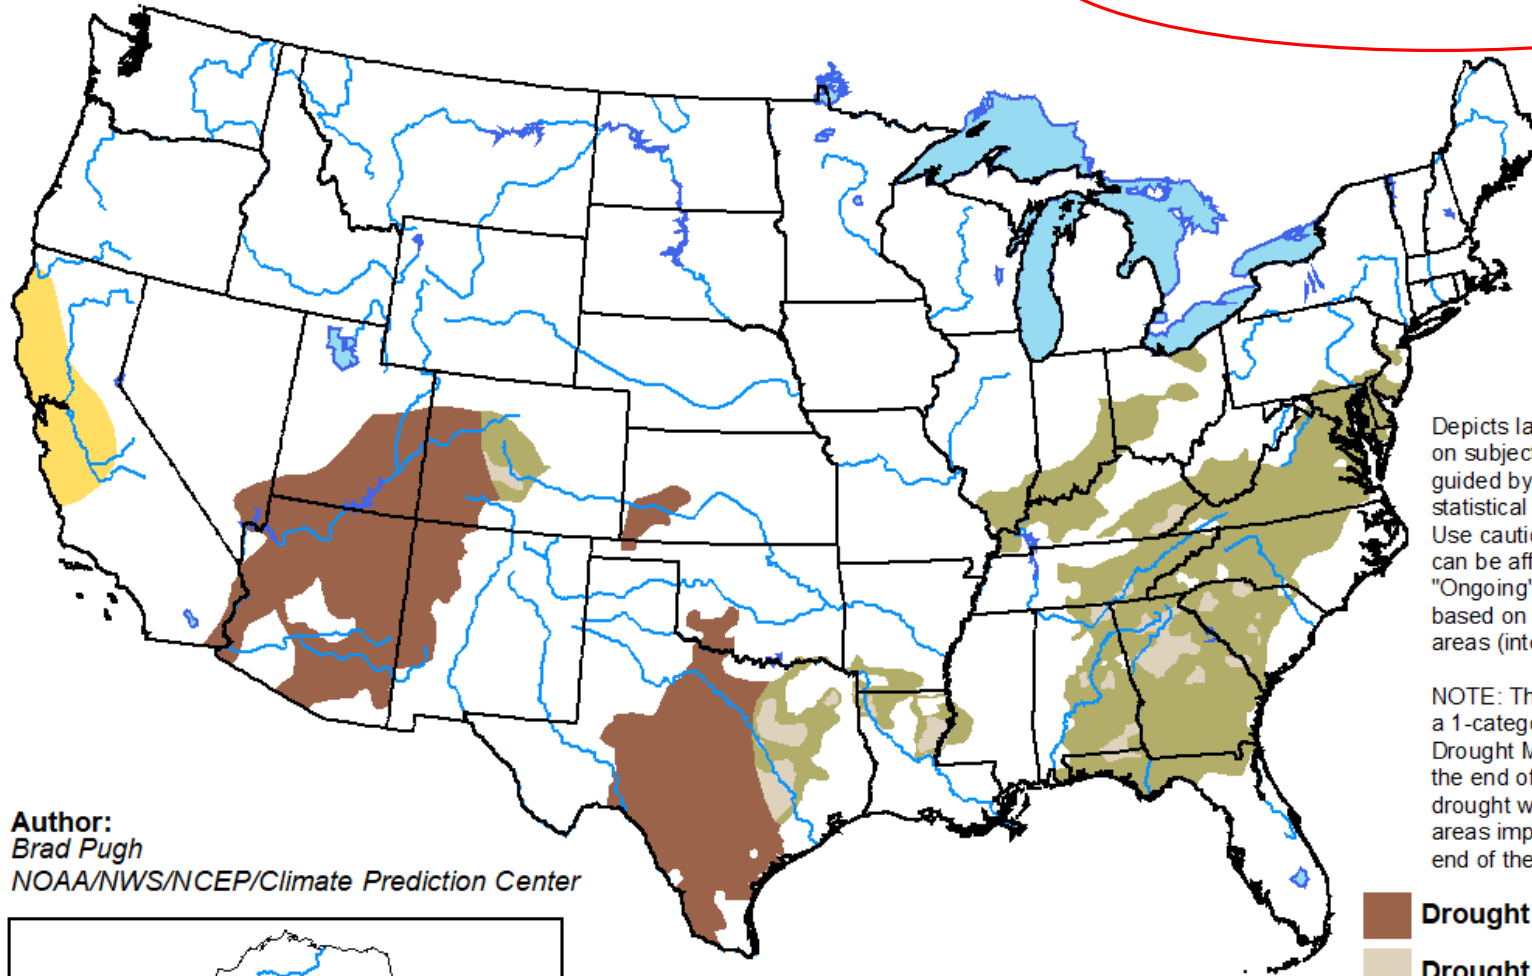 Depicts la
on subject
guided by
statistical
Use cautio
can be aff
"Ongoing"
based on
areas (inte
NOTE: Th
a 1-catego
Drought M
the end of
drought w
areas imp
end of the
Author:
Brad Pugh
NOAA/NWS/NCEP/Climate Prediction Center
Drought
Drought